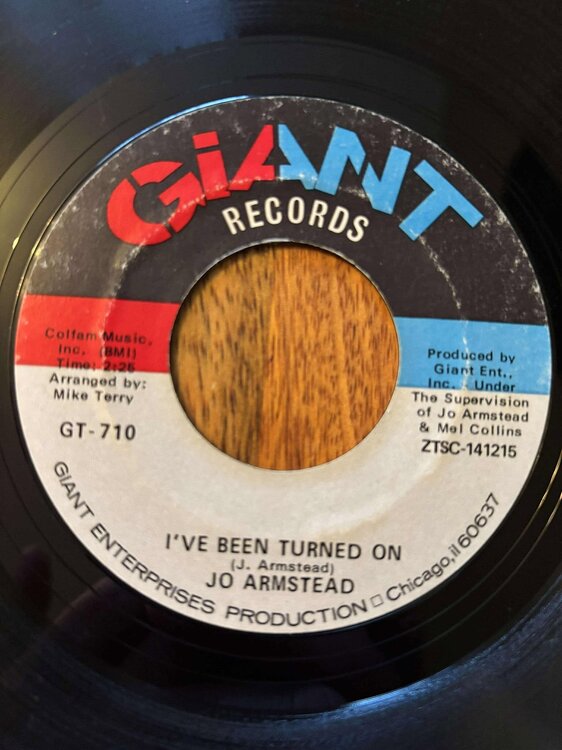 GiANT
RECORDS
Colfam Music,
Inc. (BMI)
Time: 2:25
Arranged by:
Mike Terry
GT-710
Produced by
Giant Ent.,
Inc., Under
The Supervision
of Jo Armstead
& Mel Collins
ZTSC-141215
I'VE BEEN TURNED ON
(J. Armstead)
JO ARMSTEAD
GIANT ENTERPRISES PRODUCTION □ Chicago, il 60637